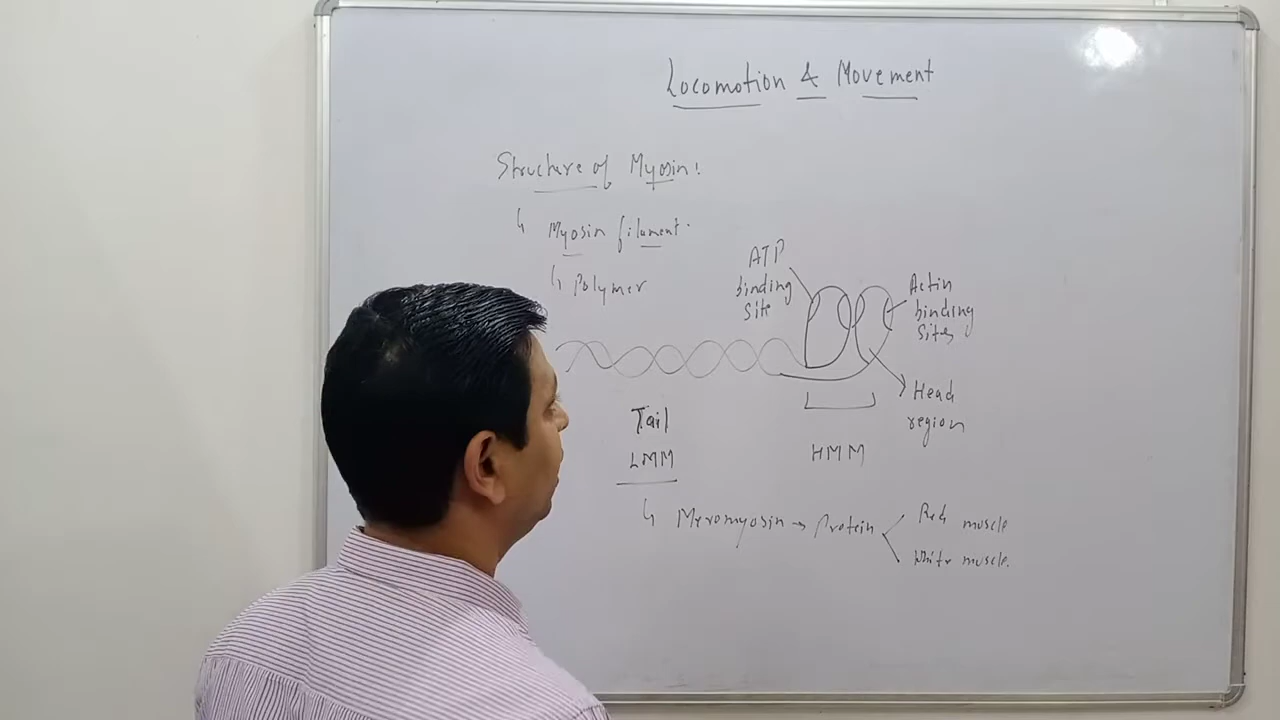 Locomotion & Movement
Structure of Myosin:
↳ Myosin filament.
↳ Polymer
ATP
binding
site
Actin
binding
sites
Head
region
Tail
LMM
HMM
↳ Meromyosin → Protein
Red muscle
White muscle.